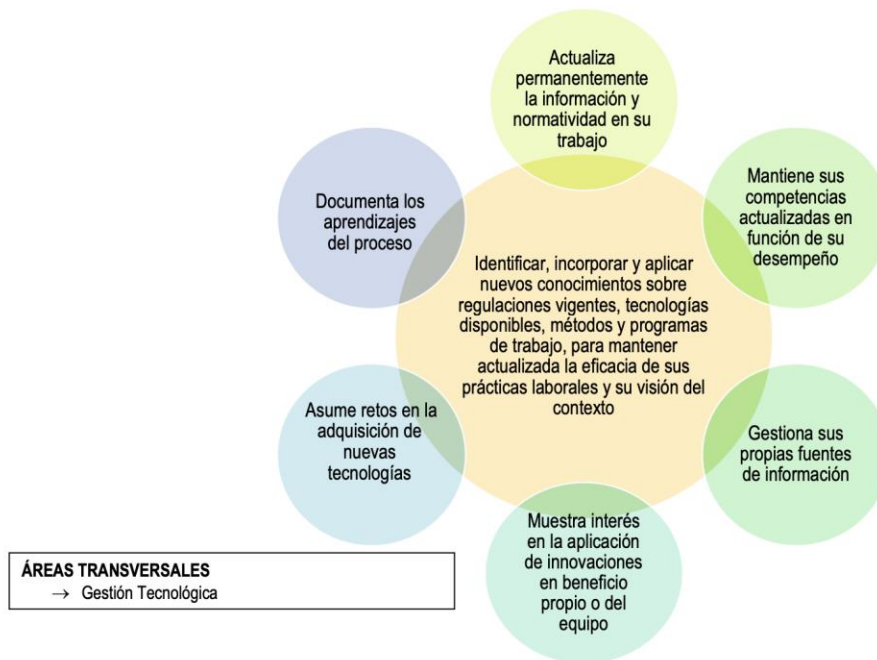 Actualiza
permanentemente
la información y
normatividad en su
trabajo
Mantiene sus
competencias
actualizadas en
función de su
desempeño
Gestiona sus
propias fuentes
de información
Muestra interés
en la aplicación
de innovaciones
en beneficio
propio o del
equipo
Asume retos en la
adquisición de
nuevas
tecnologías
Documenta los
aprendizajes
del proceso
Identificar, incorporar y aplicar
nuevos conocimientos sobre
regulaciones vigentes, tecnologías
disponibles, métodos y programas
de trabajo, para mantener
actualizada la eficacia de sus
prácticas laborales y su visión del
contexto
ÁREAS TRANSVERSALES
→ Gestión Tecnológica